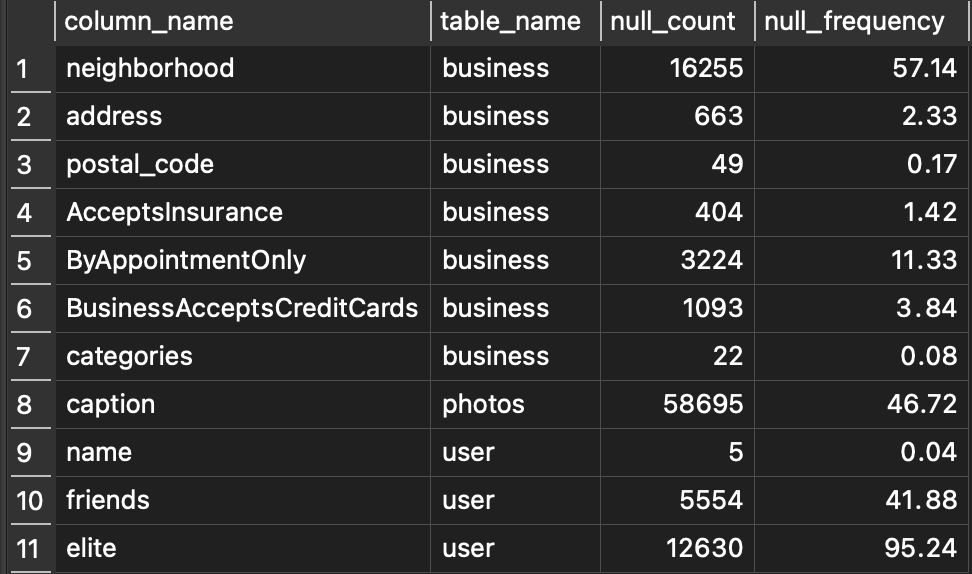 column_name table_name null_count null_frequency
1 neighborhood business 16255 57.14
2 address business 663 2.33
3 postal_code business 49 0.17
4 AcceptsInsurance business 404 1.42
5 ByAppointmentOnly business 3224 11.33
6 BusinessAcceptsCreditCards business 1093 3.84
7 categories business 22 0.08
8 caption photos 58695 46.72
9 name user 5 0.04
10 friends user 5554 41.88
11 elite user 12630 95.24